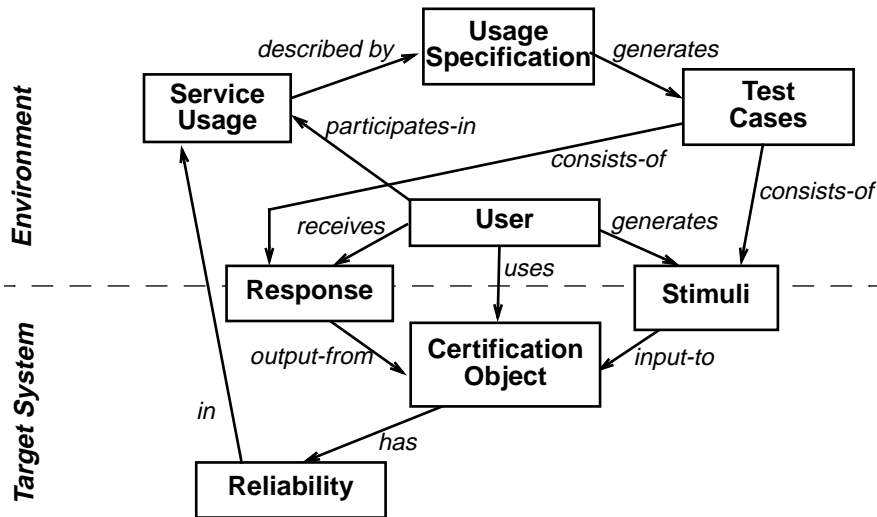 Usage
Specification
described by
generates
Service
Usage
Test
Cases
participates-in
consists-of
consists-of
Environment
User
receives
generates
uses
Response
Stimuli
Certification
Object
output-from
input-to
Target System
in
has
Reliability